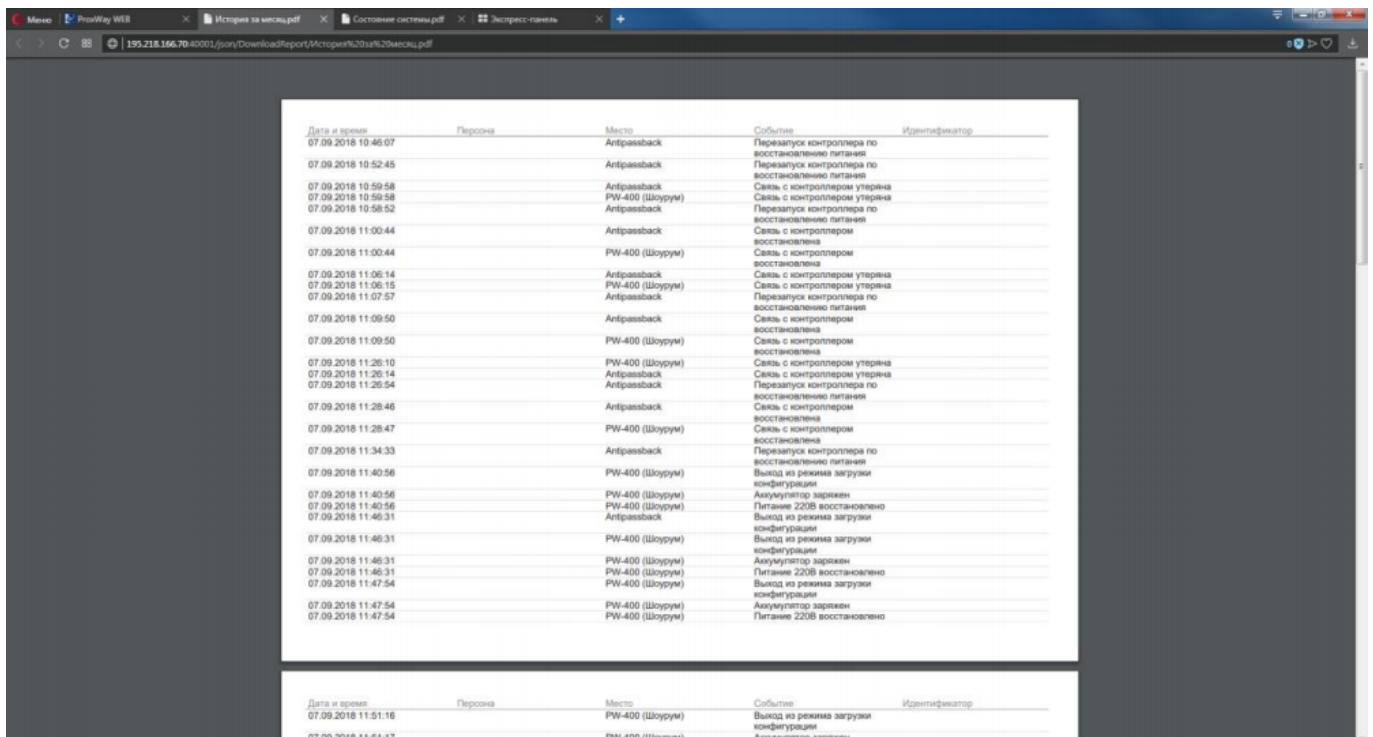 Меню ProxWay WEB История за месяц.pdf Состояние системы.pdf Экспресс-панель
195.218.166.70:40001/json/DownloadReport/История%20за%20месяц.pdf
Дата и время Персона Место Событие Идентификатор
07.09.2018 10:46:07 Antipassback Перезапуск контроллера по
восстановлению питания
07.09.2018 10:52:45 Antipassback Перезапуск контроллера по
восстановлению питания
07.09.2018 10:59:58 Antipassback Связь с контроллером утеряна
07.09.2018 10:59:58 PW-400 (Шоурум) Связь с контроллером утеряна
07.09.2018 10:58:52 Antipassback Перезапуск контроллера по
восстановлению питания
07.09.2018 11:00:44 Antipassback Связь с контроллером
восстановлена
07.09.2018 11:00:44 PW-400 (Шоурум) Связь с контроллером
восстановлена
07.09.2018 11:06:14 Antipassback Связь с контроллером утеряна
07.09.2018 11:06:15 PW-400 (Шоурум) Связь с контроллером утеряна
07.09.2018 11:07:57 Antipassback Перезапуск контроллера по
восстановлению питания
07.09.2018 11:09:50 Antipassback Связь с контроллером
восстановлена
07.09.2018 11:09:50 PW-400 (Шоурум) Связь с контроллером
восстановлена
07.09.2018 11:26:10 PW-400 (Шоурум) Связь с контроллером утеряна
07.09.2018 11:26:14 Antipassback Связь с контроллером утеряна
07.09.2018 11:26:54 Antipassback Перезапуск контроллера по
восстановлению питания
07.09.2018 11:28:46 Antipassback Связь с контроллером
восстановлена
07.09.2018 11:28:47 PW-400 (Шоурум) Связь с контроллером
восстановлена
07.09.2018 11:34:33 Antipassback Перезапуск контроллера по
восстановлению питания
07.09.2018 11:40:56 PW-400 (Шоурум) Выход из режима загрузки
конфигурации
07.09.2018 11:40:56 PW-400 (Шоурум) Аккумулятор заряжен
07.09.2018 11:40:56 PW-400 (Шоурум) Питание 220В восстановлено
07.09.2018 11:46:31 Antipassback Выход из режима загрузки
конфигурации
07.09.2018 11:46:31 PW-400 (Шоурум) Выход из режима загрузки
конфигурации
07.09.2018 11:46:31 PW-400 (Шоурум) Аккумулятор заряжен
07.09.2018 11:46:31 PW-400 (Шоурум) Питание 220В восстановлено
07.09.2018 11:47:54 PW-400 (Шоурум) Выход из режима загрузки
конфигурации
07.09.2018 11:47:54 PW-400 (Шоурум) Аккумулятор заряжен
07.09.2018 11:47:54 PW-400 (Шоурум) Питание 220В восстановлено
Дата и время Персона Место Событие Идентификатор
07.09.2018 11:51:16 PW-400 (Шоурум) Выход из режима загрузки
конфигурации